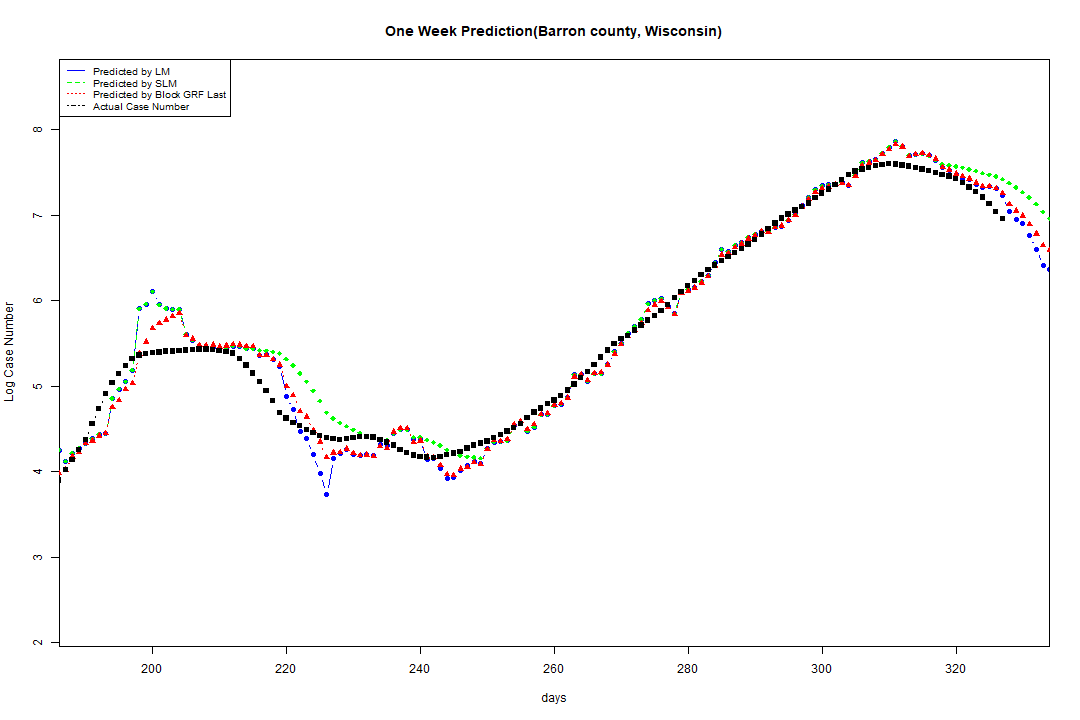 One Week Prediction(Barron county, Wisconsin)
Predicted by LM
Predicted by SLM
Predicted by Block GRF Last
Actual Case Number
8
7
6
5
4
3
2
Log Case Number
200 220 240 260 280 300 320
days